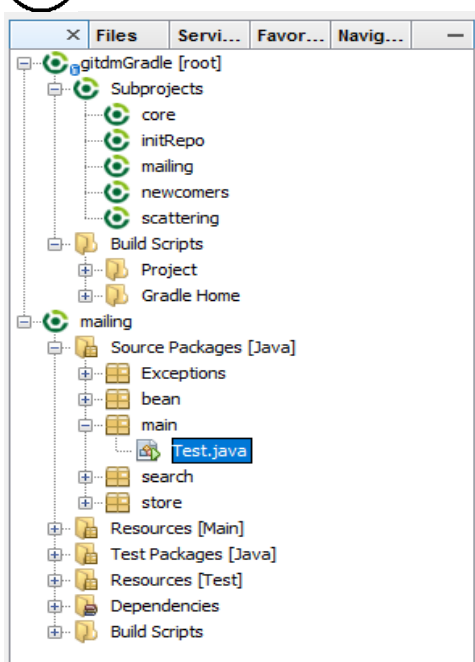 Files Servi... Favor... Navig...
gitdmGradle [root]
Subprojects
core
initRepo
mailing
newcomers
scattering
Build Scripts
Project
Gradle Home
mailing
Source Packages [Java]
Exceptions
bean
main
Test.java
search
store
Resources [Main]
Test Packages [Java]
Resources [Test]
Dependencies
Build Scripts